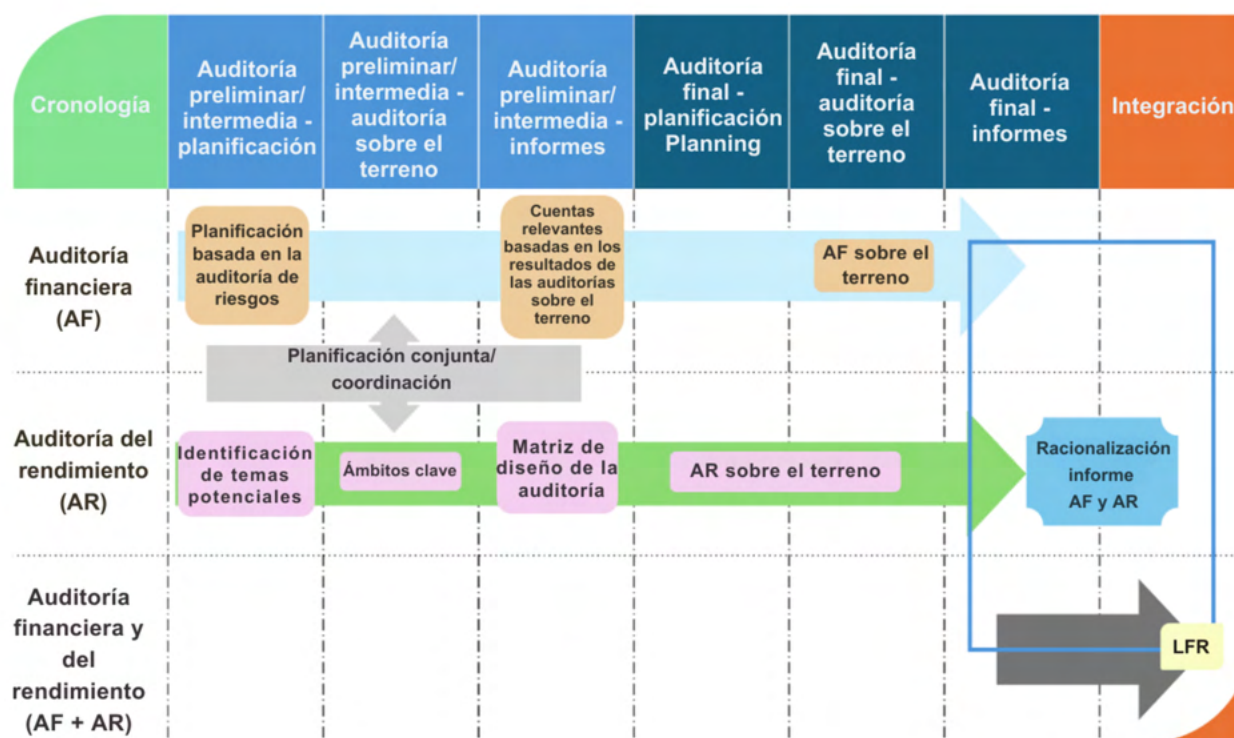 Cronología
Auditoría
preliminar/
intermedia -
planificación
Auditoría
preliminar/
intermedia -
auditoría
sobre el
terreno
Auditoría
preliminar/
intermedia -
informes
Auditoría
final -
planificación
Planning
Auditoría
final -
auditoría
sobre el
terreno
Auditoría
final -
informes
Integración
Auditoría
financiera
(AF)
Planificación
basada en la
auditoría de
riesgos
Cuentas
relevantes
basadas en los
resultados de
las auditorías
sobre el
terreno
AF sobre el
terreno
Planificación conjunta/
coordinación
Auditoría del
rendimiento
(AR)
Identificación
de temas
potenciales
Ámbitos clave
Matriz de
diseño de la
auditoría
AR sobre el terreno
Racionalización
informe
AF y AR
Auditoría
financiera y
del
rendimiento
(AF + AR)
LFR